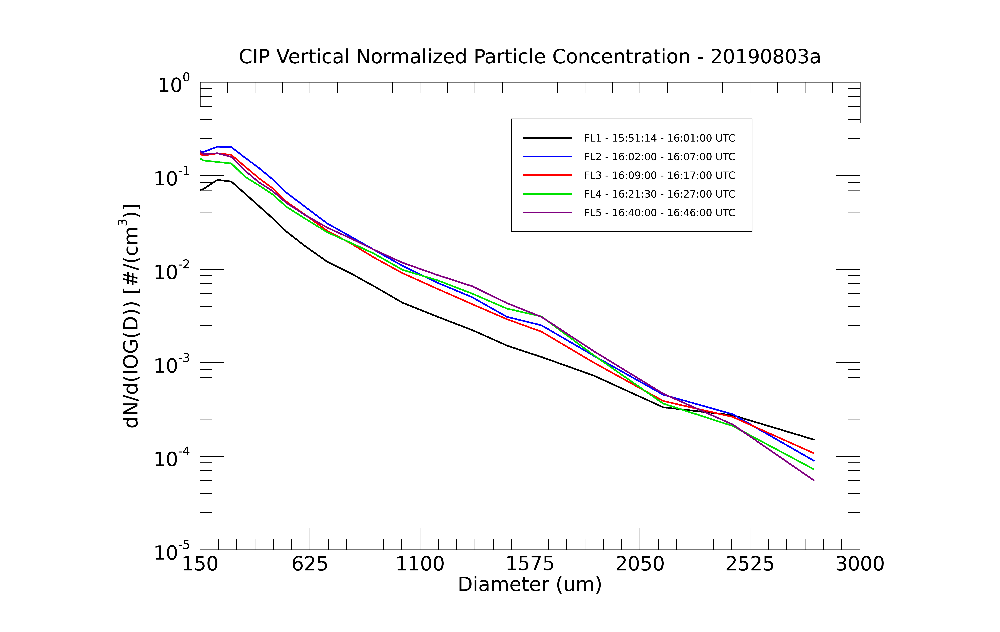 CIP Vertical Normalized Particle Concentration - 20190803a
10^0
10^-1
10^-2
10^-3
10^-4
10^-5
dN/d(lOG(D)) [#/(cm^3)]
FL1 - 15:51:14 - 16:01:00 UTC
FL2 - 16:02:00 - 16:07:00 UTC
FL3 - 16:09:00 - 16:17:00 UTC
FL4 - 16:21:30 - 16:27:00 UTC
FL5 - 16:40:00 - 16:46:00 UTC
150 625 1100 1575 2050 2525 3000
Diameter (um)